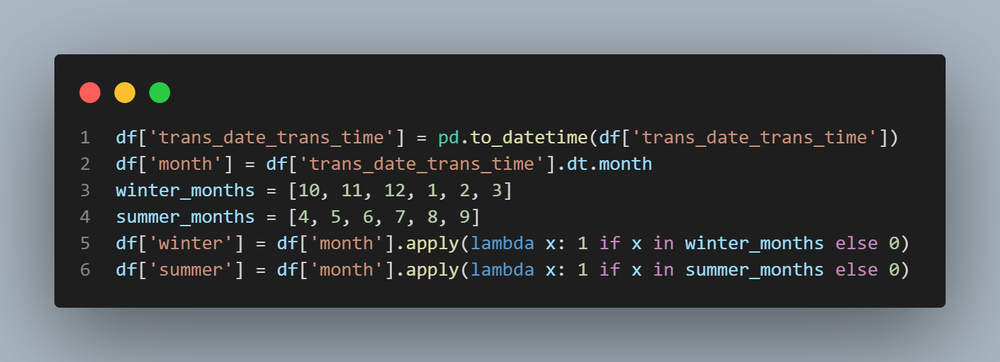 1 df['trans_date_trans_time'] = pd.to_datetime(df['trans_date_trans_time'])
2 df['month'] = df['trans_date_trans_time'].dt.month
3 winter_months = [10, 11, 12, 1, 2, 3]
4 summer_months = [4, 5, 6, 7, 8, 9]
5 df['winter'] = df['month'].apply(lambda x: 1 if x in winter_months else 0)
6 df['summer'] = df['month'].apply(lambda x: 1 if x in summer_months else 0)